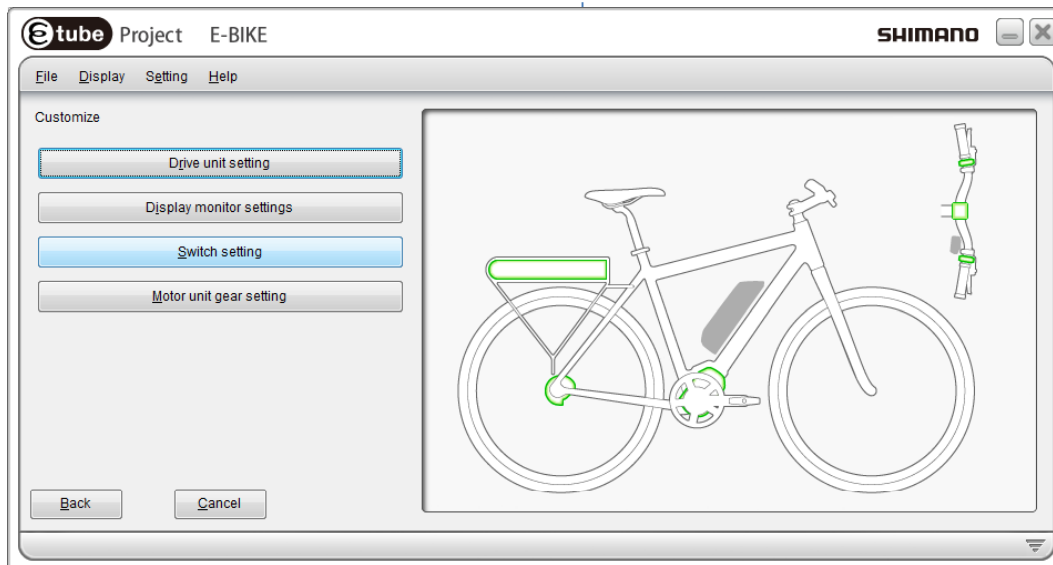 e tube Project E-BIKE SHIMANO
File Display Setting Help
Customize
Drive unit setting
Display monitor settings
Switch setting
Motor unit gear setting
Back Cancel